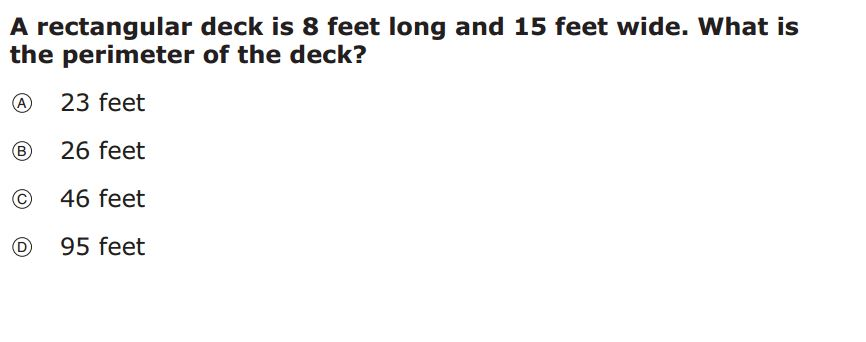 A rectangular deck is 8 feet long and 15 feet wide. What is
the perimeter of the deck?
Ⓐ 23 feet
Ⓑ 26 feet
Ⓒ 46 feet
Ⓓ 95 feet